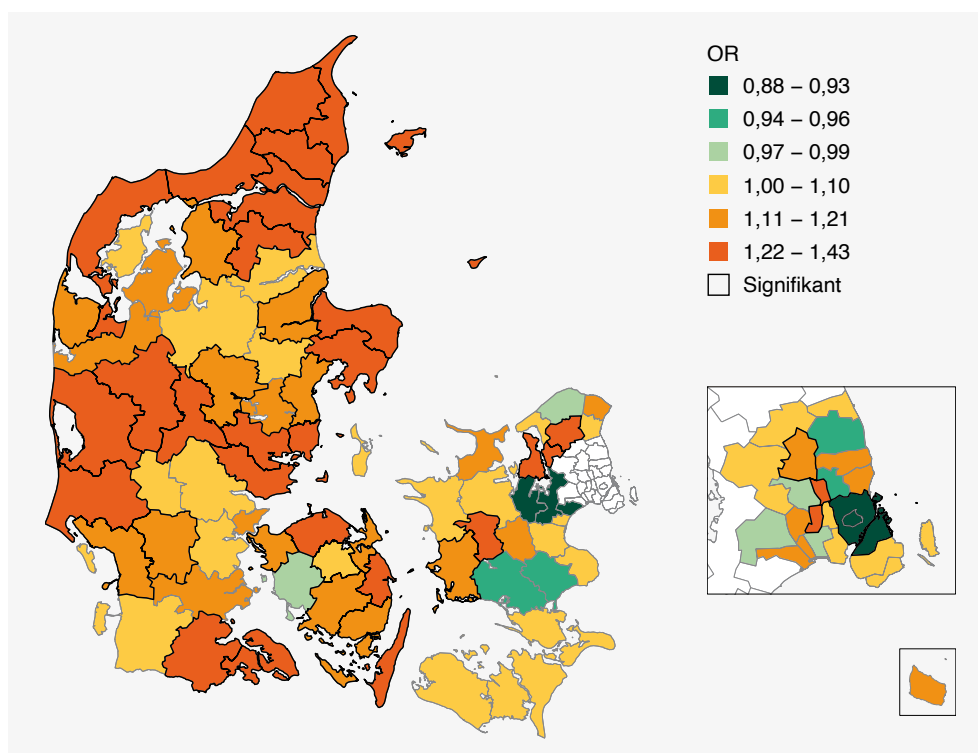 OR
0,88 – 0,93
0,94 – 0,96
0,97 – 0,99
1,00 – 1,10
1,11 – 1,21
1,22 – 1,43
Signifikant